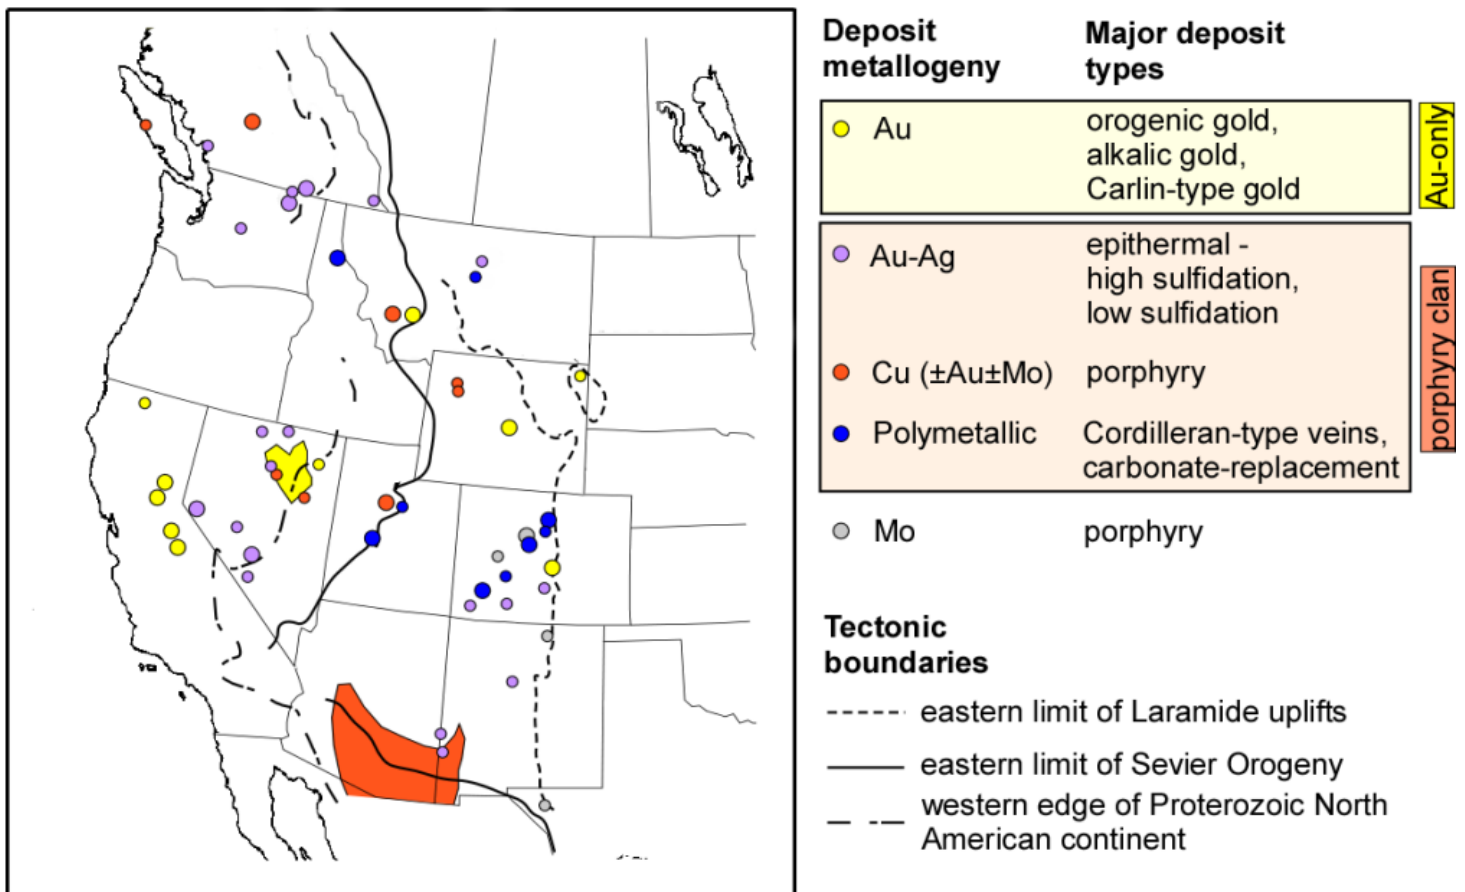 Deposit
metallogeny
Major deposit
types
Au
orogenic gold,
alkalic gold,
Carlin-type gold
Au-only
Au-Ag
epithermal -
high sulfidation,
low sulfidation
Cu (±Au±Mo)
porphyry
Polymetallic
Cordilleran-type veins,
carbonate-replacement
porphyry clan
Mo
porphyry
Tectonic
boundaries
eastern limit of Laramide uplifts
eastern limit of Sevier Orogeny
western edge of Proterozoic North
American continent